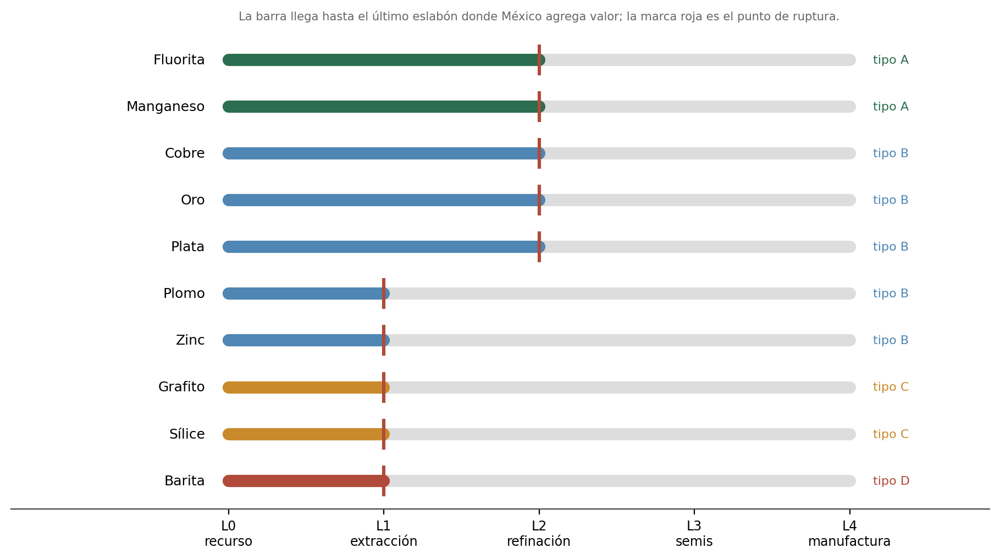 La barra llega hasta el último eslabón donde México agrega valor; la marca roja es el punto de ruptura.
Fluorita tipo A
Manganeso tipo A
Cobre tipo B
Oro tipo B
Plata tipo B
Plomo tipo B
Zinc tipo B
Grafito tipo C
Sílice tipo C
Barita tipo D
L0 L1 L2 L3 L4
recurso extracción refinación semis manufactura